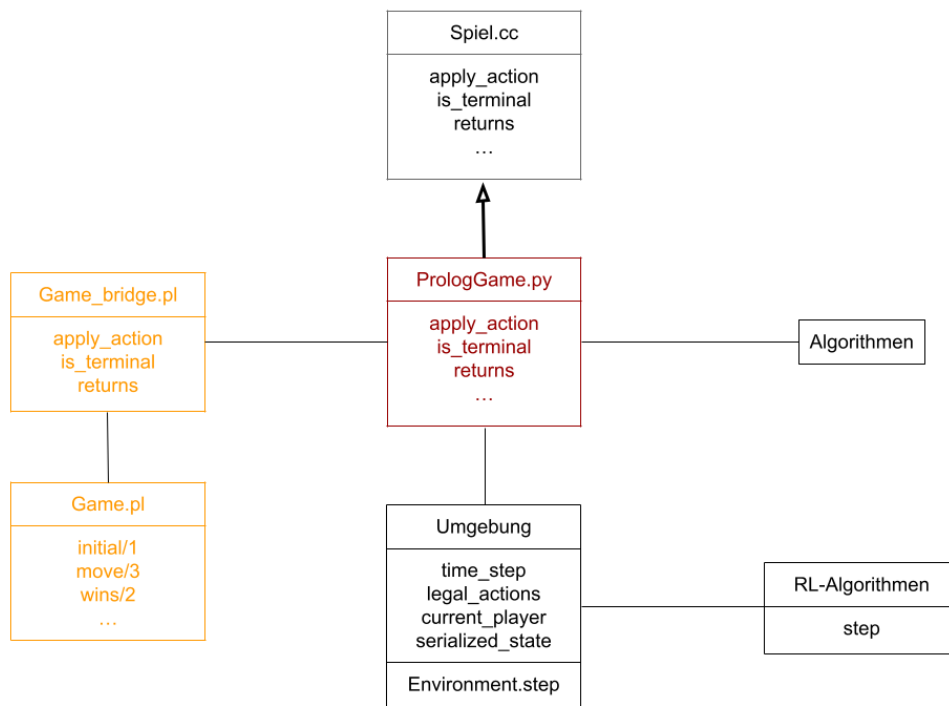 Spiel.cc
apply_action
is_terminal
returns
…
Game_bridge.pl
apply_action
is_terminal
returns
PrologGame.py
apply_action
is_terminal
returns
…
Algorithmen
Game.pl
initial/1
move/3
wins/2
…
Umgebung
time_step
legal_actions
current_player
serialized_state
Environment.step
RL-Algorithmen
step